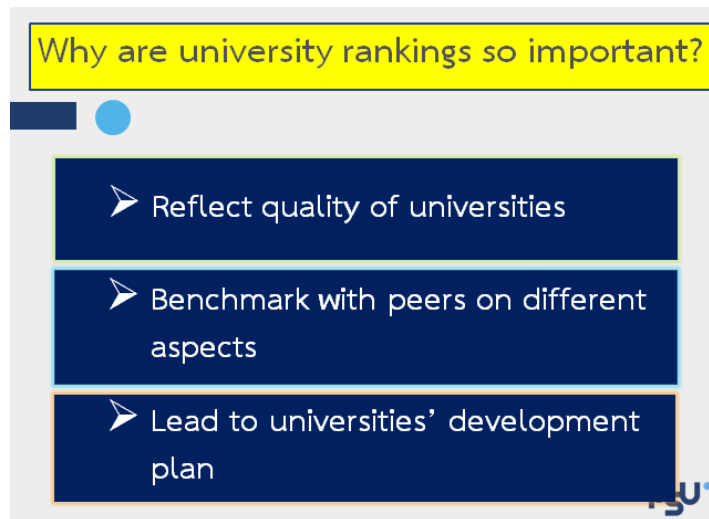 Why are university rankings so important?
➢ Reflect quality of universities
➢ Benchmark with peers on different
aspects
➢ Lead to universities’ development
plan